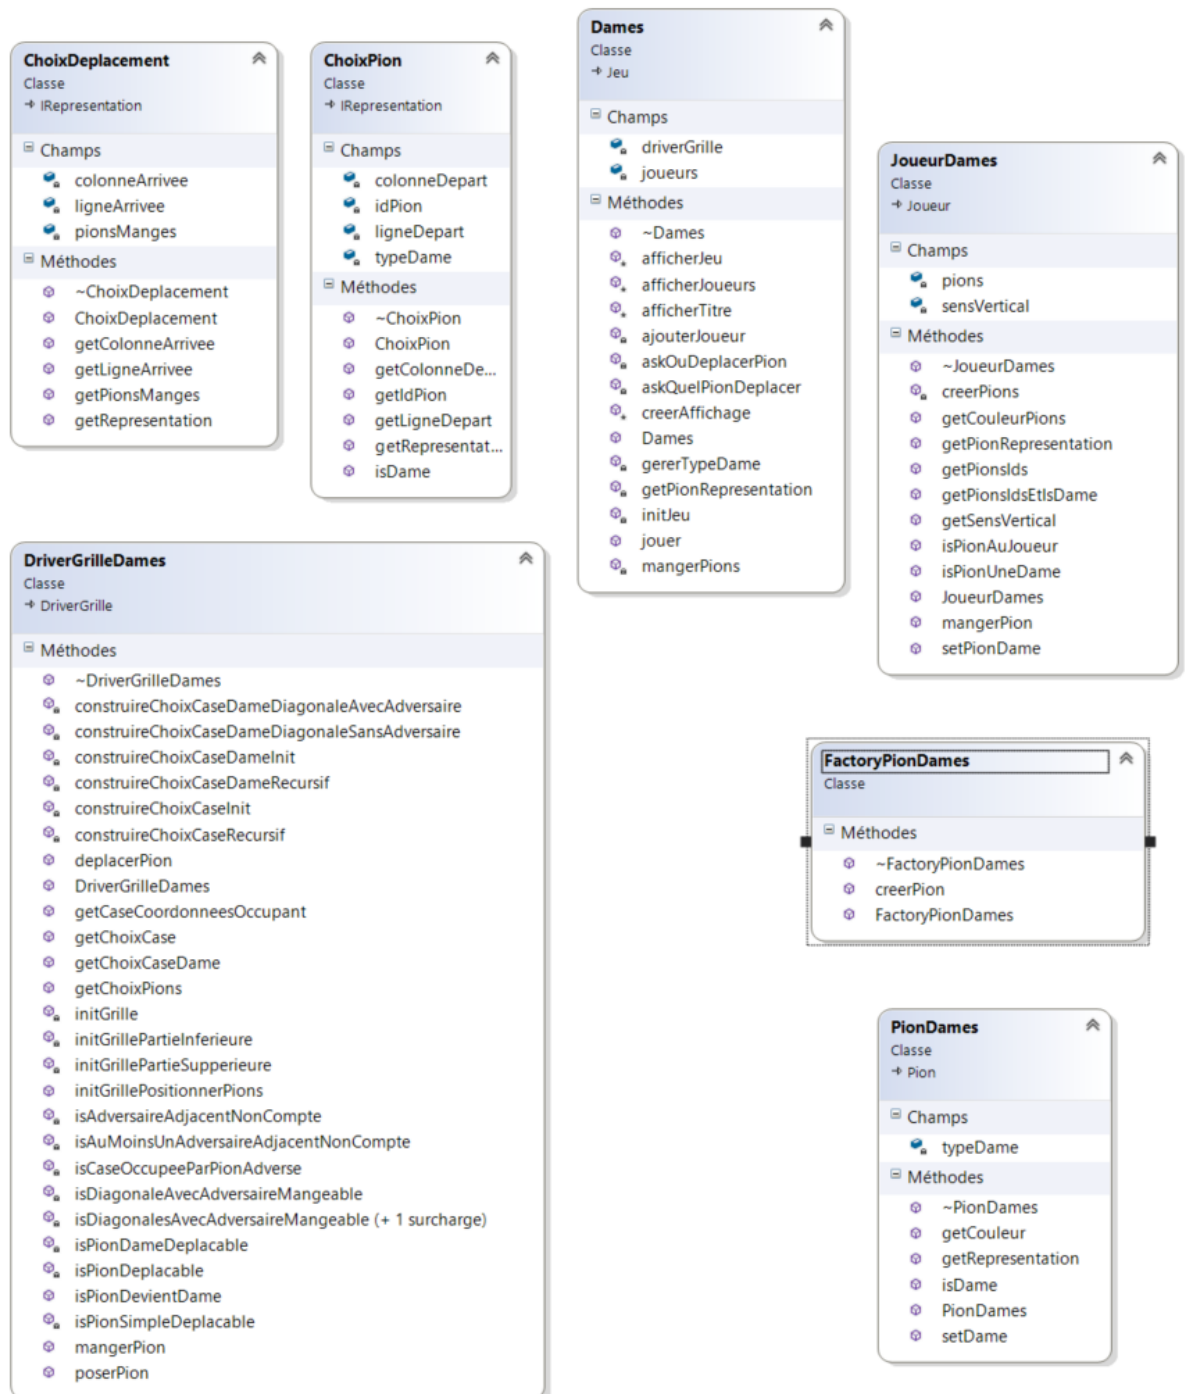 ChoixDeplacement
Classe
IRepresentation
Champs
colonneArrivee
ligneArrivee
pionsManges
Méthodes
~ChoixDeplacement
ChoixDeplacement
getColonneArrivee
getLigneArrivee
getPionsManges
getRepresentation
ChoixPion
Classe
IRepresentation
Champs
colonneDepart
idPion
ligneDepart
typeDame
Méthodes
~ChoixPion
ChoixPion
getColonneDe...
getIdPion
getLigneDepart
getRepresentat...
isDame
Dames
Classe
Jeu
Champs
driverGrille
joueurs
Méthodes
~Dames
afficherJeu
afficherJoueurs
afficherTitre
ajouterJoueur
askOuDeplacerPion
askQuelPionDeplacer
creerAffichage
Dames
gererTypeDame
getPionRepresentation
initJeu
jouer
mangerPions
JoueurDames
Classe
Joueur
Champs
pions
sensVertical
Méthodes
~JoueurDames
creerPions
getCouleurPions
getPionRepresentation
getPionsIds
getPionsIdsEtIsDame
getSensVertical
isPionAuJoueur
isPionUneDame
JoueurDames
mangerPion
setPionDame
DriverGrilleDames
Classe
DriverGrille
Méthodes
~DriverGrilleDames
construireChoixCaseDameDiagonaleAvecAdversaire
construireChoixCaseDameDiagonaleSansAdversaire
construireChoixCaseDameInit
construireChoixCaseDameRecursif
construireChoixCaseInit
construireChoixCaseRecursif
deplacerPion
DriverGrilleDames
getCaseCoordonneesOccupant
getChoixCase
getChoixCaseDame
getChoixPions
initGrille
initGrillePartieInferieure
initGrillePartieSupperieure
initGrillePositionnerPions
isAdversaireAdjacentNonCompte
isAuMoinsUnAdversaireAdjacentNonCompte
isCaseOccupeeParPionAdverse
isDiagonaleAvecAdversaireMangeable
isDiagonalesAvecAdversaireMangeable (+ 1 surcharge)
isPionDameDeplacable
isPionDeplacable
isPionDevientDame
isPionSimpleDeplacable
mangerPion
poserPion
FactoryPionDames
Classe
Méthodes
~FactoryPionDames
creerPion
FactoryPionDames
PionDames
Classe
Pion
Champs
typeDame
Méthodes
~PionDames
getCouleur
getRepresentation
isDame
PionDames
setDame